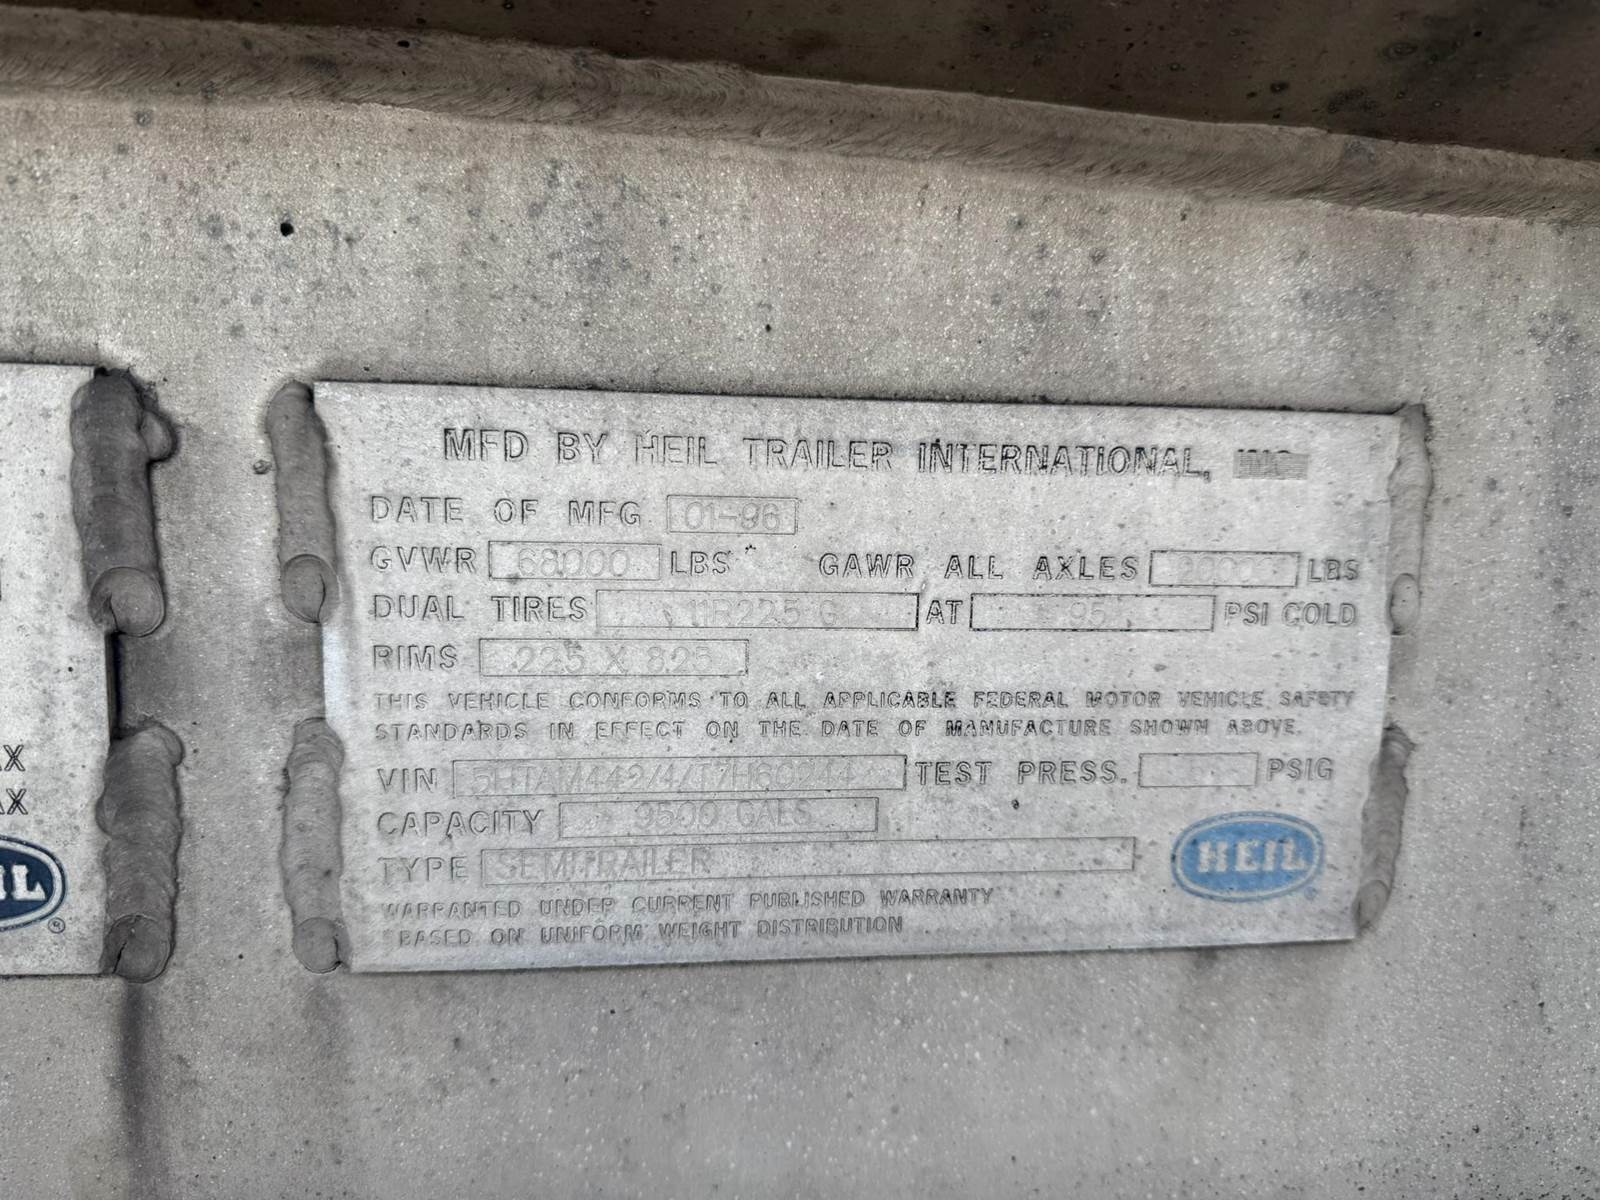 MFD BY HEIL TRAILER INTERNATIONAL, INC
DATE OF MFG 01-96
GVWR 68000 LBS GAWR ALL AXLES LBS
DUAL TIRES 11R22.5 G AT 95 PSI COLD
RIMS 22.5 X 8.25
THIS VEHICLE CONFORMS TO ALL APPLICABLE FEDERAL MOTOR VEHICLE SAFETY
STANDARDS IN EFFECT ON THE DATE OF MANUFACTURE SHOWN ABOVE.
VIN TEST PRESS. PSIG
CAPACITY 9500 GALS
TYPE SEMITRAILER
HEIL
WARRANTED UNDER CURRENT PUBLISHED WARRANTY
BASED ON UNIFORM WEIGHT DISTRIBUTION